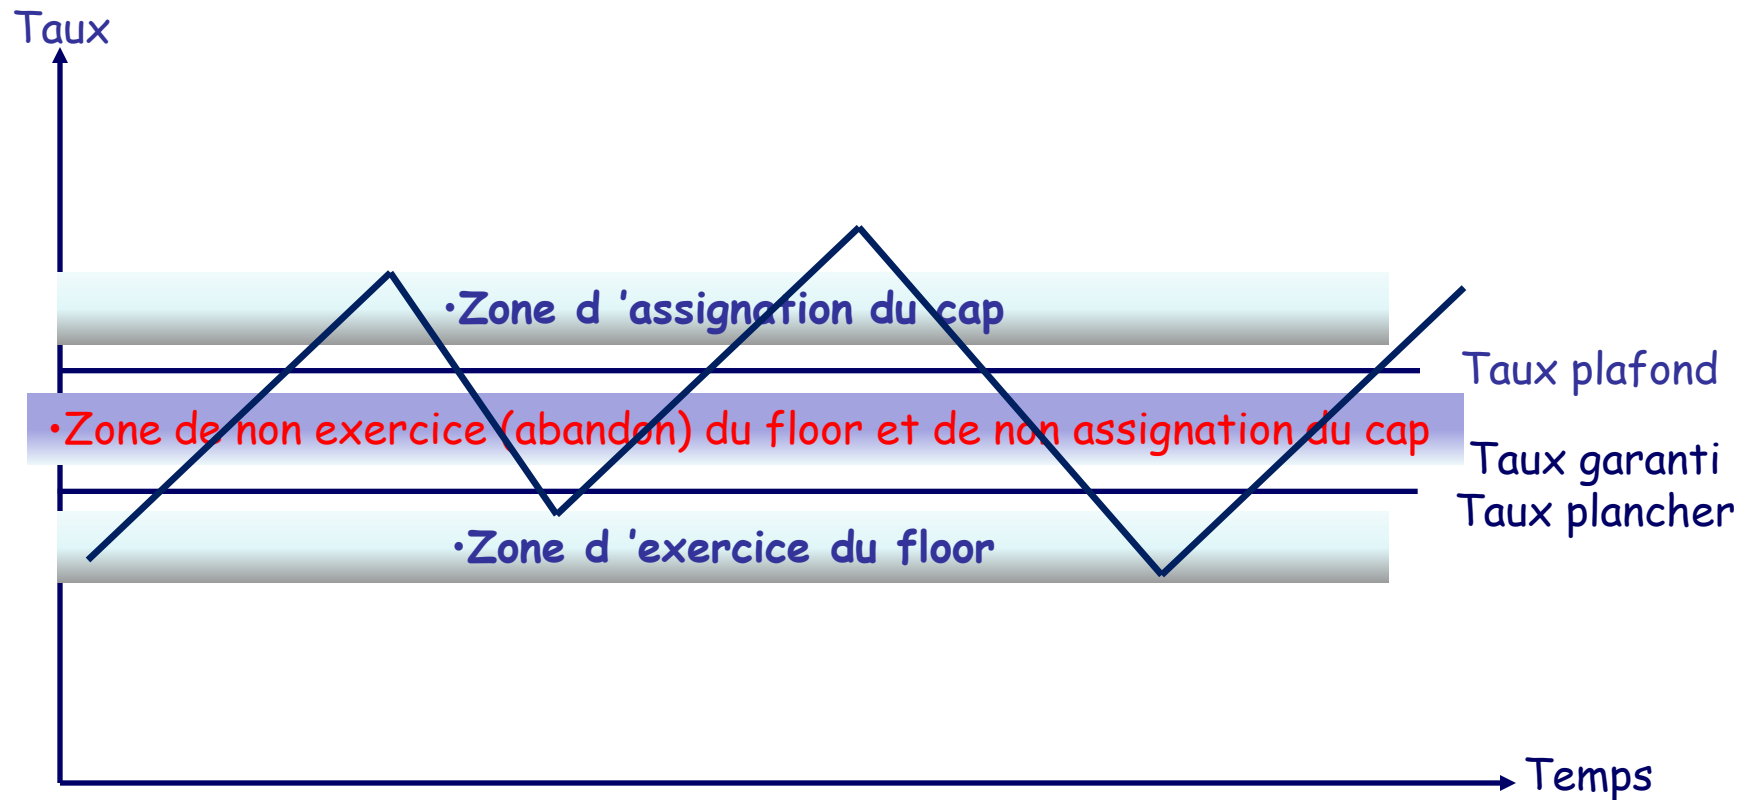 Taux
•Zone d ’assignation du cap
Taux plafond
•Zone de non exercice (abandon) du floor et de non assignation du cap
Taux garanti
Taux plancher
•Zone d ’exercice du floor
Temps